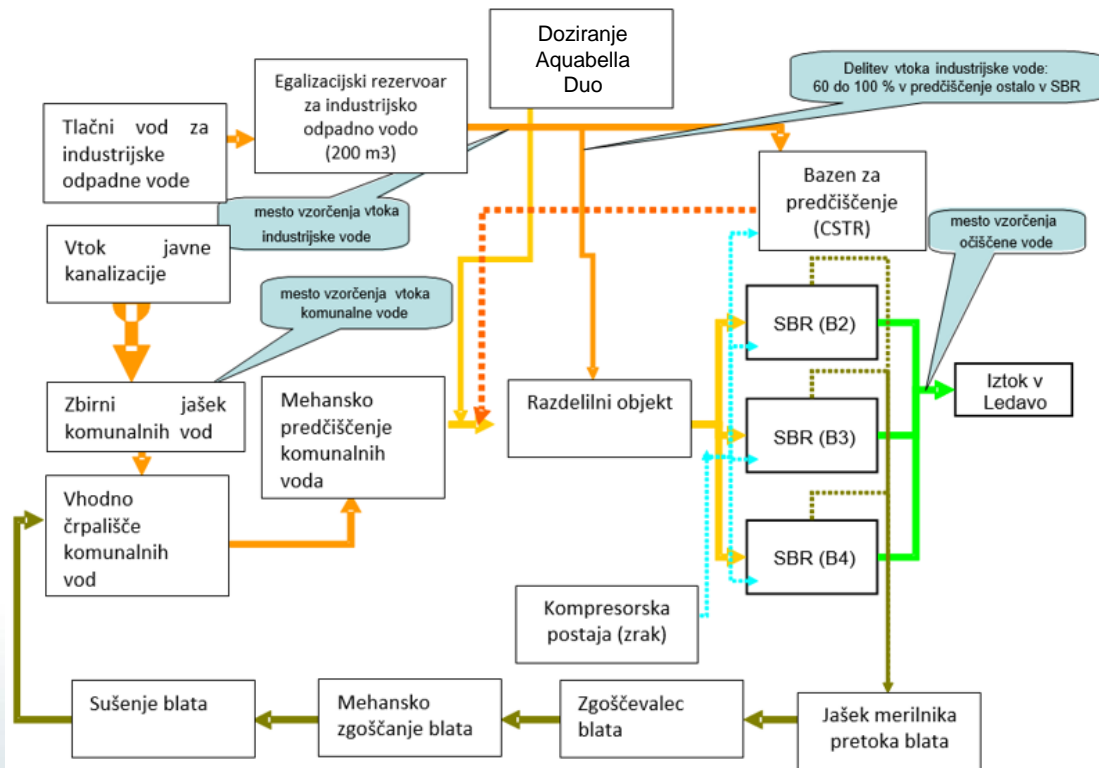 Doziranje
Aquabella
Duo
Delitev vtoka industrijske vode:
60 do 100 % v predčiščenje ostalo v SBR
Egalizacijski rezervoar
za industrijsko
odpadno vodo
(200 m3)
Tlačni vod za
industrijske
odpadne vode
Bazen za
predčiščenje
(CSTR)
mesto vzorčenja vtoka
industrijske vode
mesto vzorčenja
očiščene vode
Vtok javne
kanalizacije
mesto vzorčenja vtoka
komunalne vode
SBR (B2)
Iztok v
Ledavo
Zbirni jašek
komunalnih vod
Mehansko
predčiščenje
komunalnih
voda
Razdelilni objekt
SBR (B3)
Vhodno
črpališče
komunalnih
vod
SBR (B4)
Kompresorska
postaja (zrak)
Sušenje blata
Mehansko
zgoščanje blata
Zgoščevalec
blata
Jašek merilnika
pretoka blata